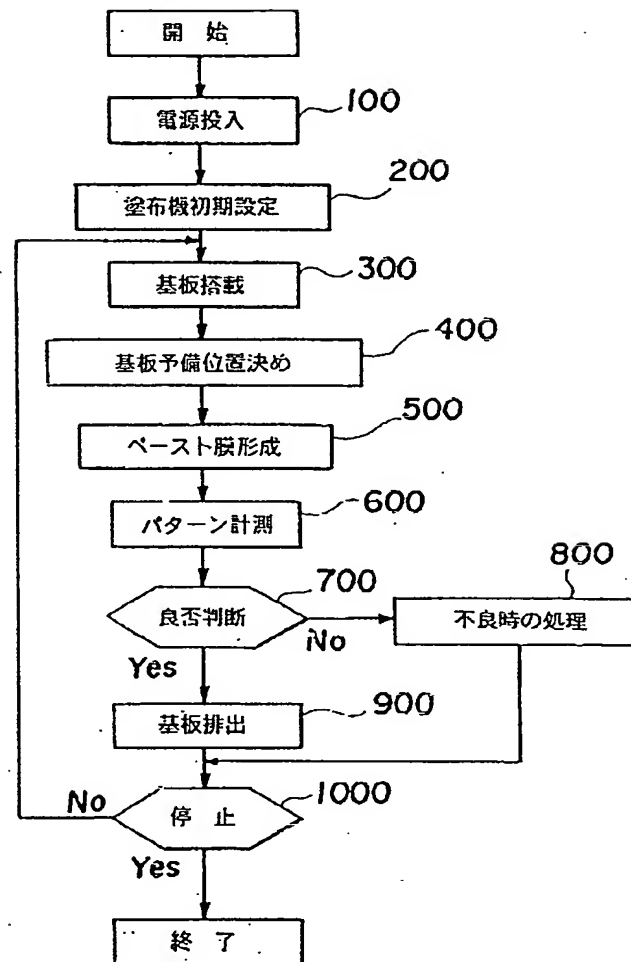 開 始
電源投入
100
塗布機初期設定
200
基板搭載
300
基板予備位置決め
400
ペースト膜形成
500
パターン計測
600
良否判断
700
No
Yes
不良時の処理
800
基板排出
900
停 止
1000
No
Yes
終 了